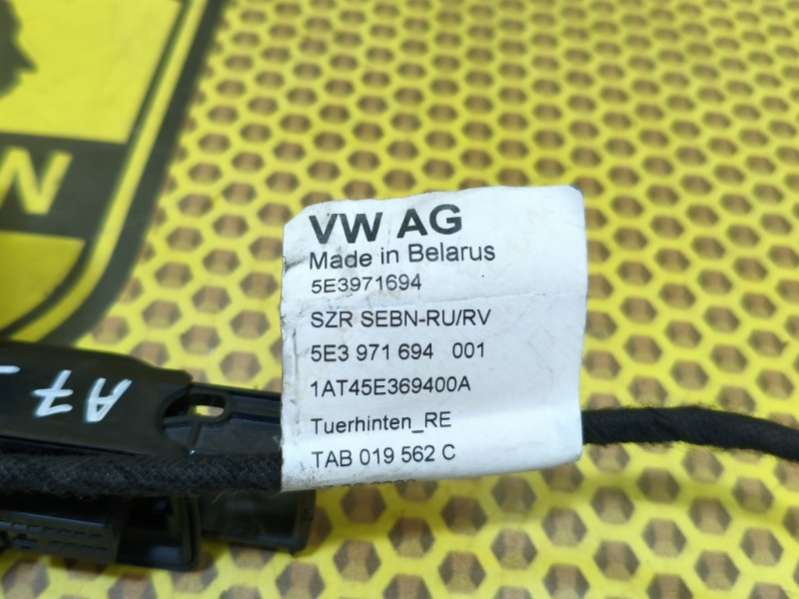 N
VW AG
Made in Belarus
5E3971694
SZR SEBN-RU/RV
5E3 971 694 001
1AT45E369400A
Tuerhinten_RE
TAB 019 562 C
A7